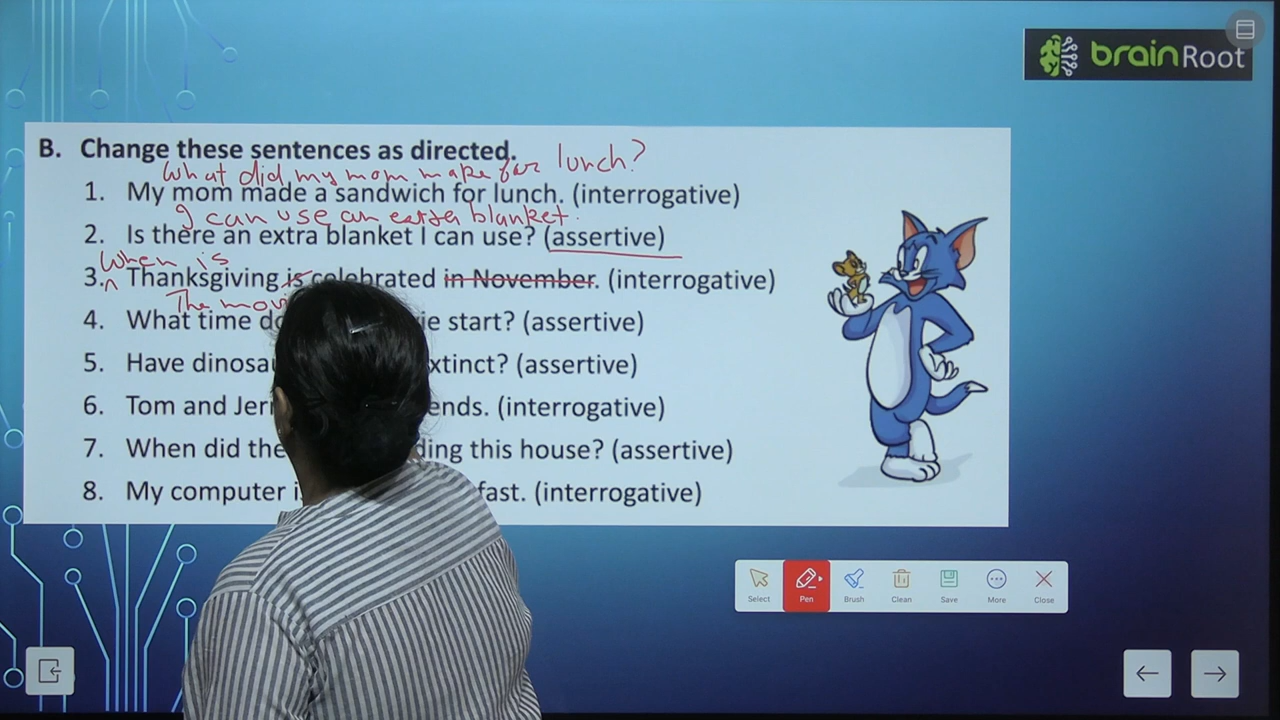 brainRoot
B. Change these sentences as directed.
What did my mom make for lunch?
1. My mom made a sandwich for lunch. (interrogative)
I can use an extra blanket.
2. Is there an extra blanket I can use? (assertive)
When is
3. Thanksgiving is celebrated in November. (interrogative)
The movi
4. What time do ie start? (assertive)
5. Have dinosau xtinct? (assertive)
6. Tom and Jerr ends. (interrogative)
7. When did the ding this house? (assertive)
8. My computer i fast. (interrogative)
Select Pen Brush Clean Save More Close